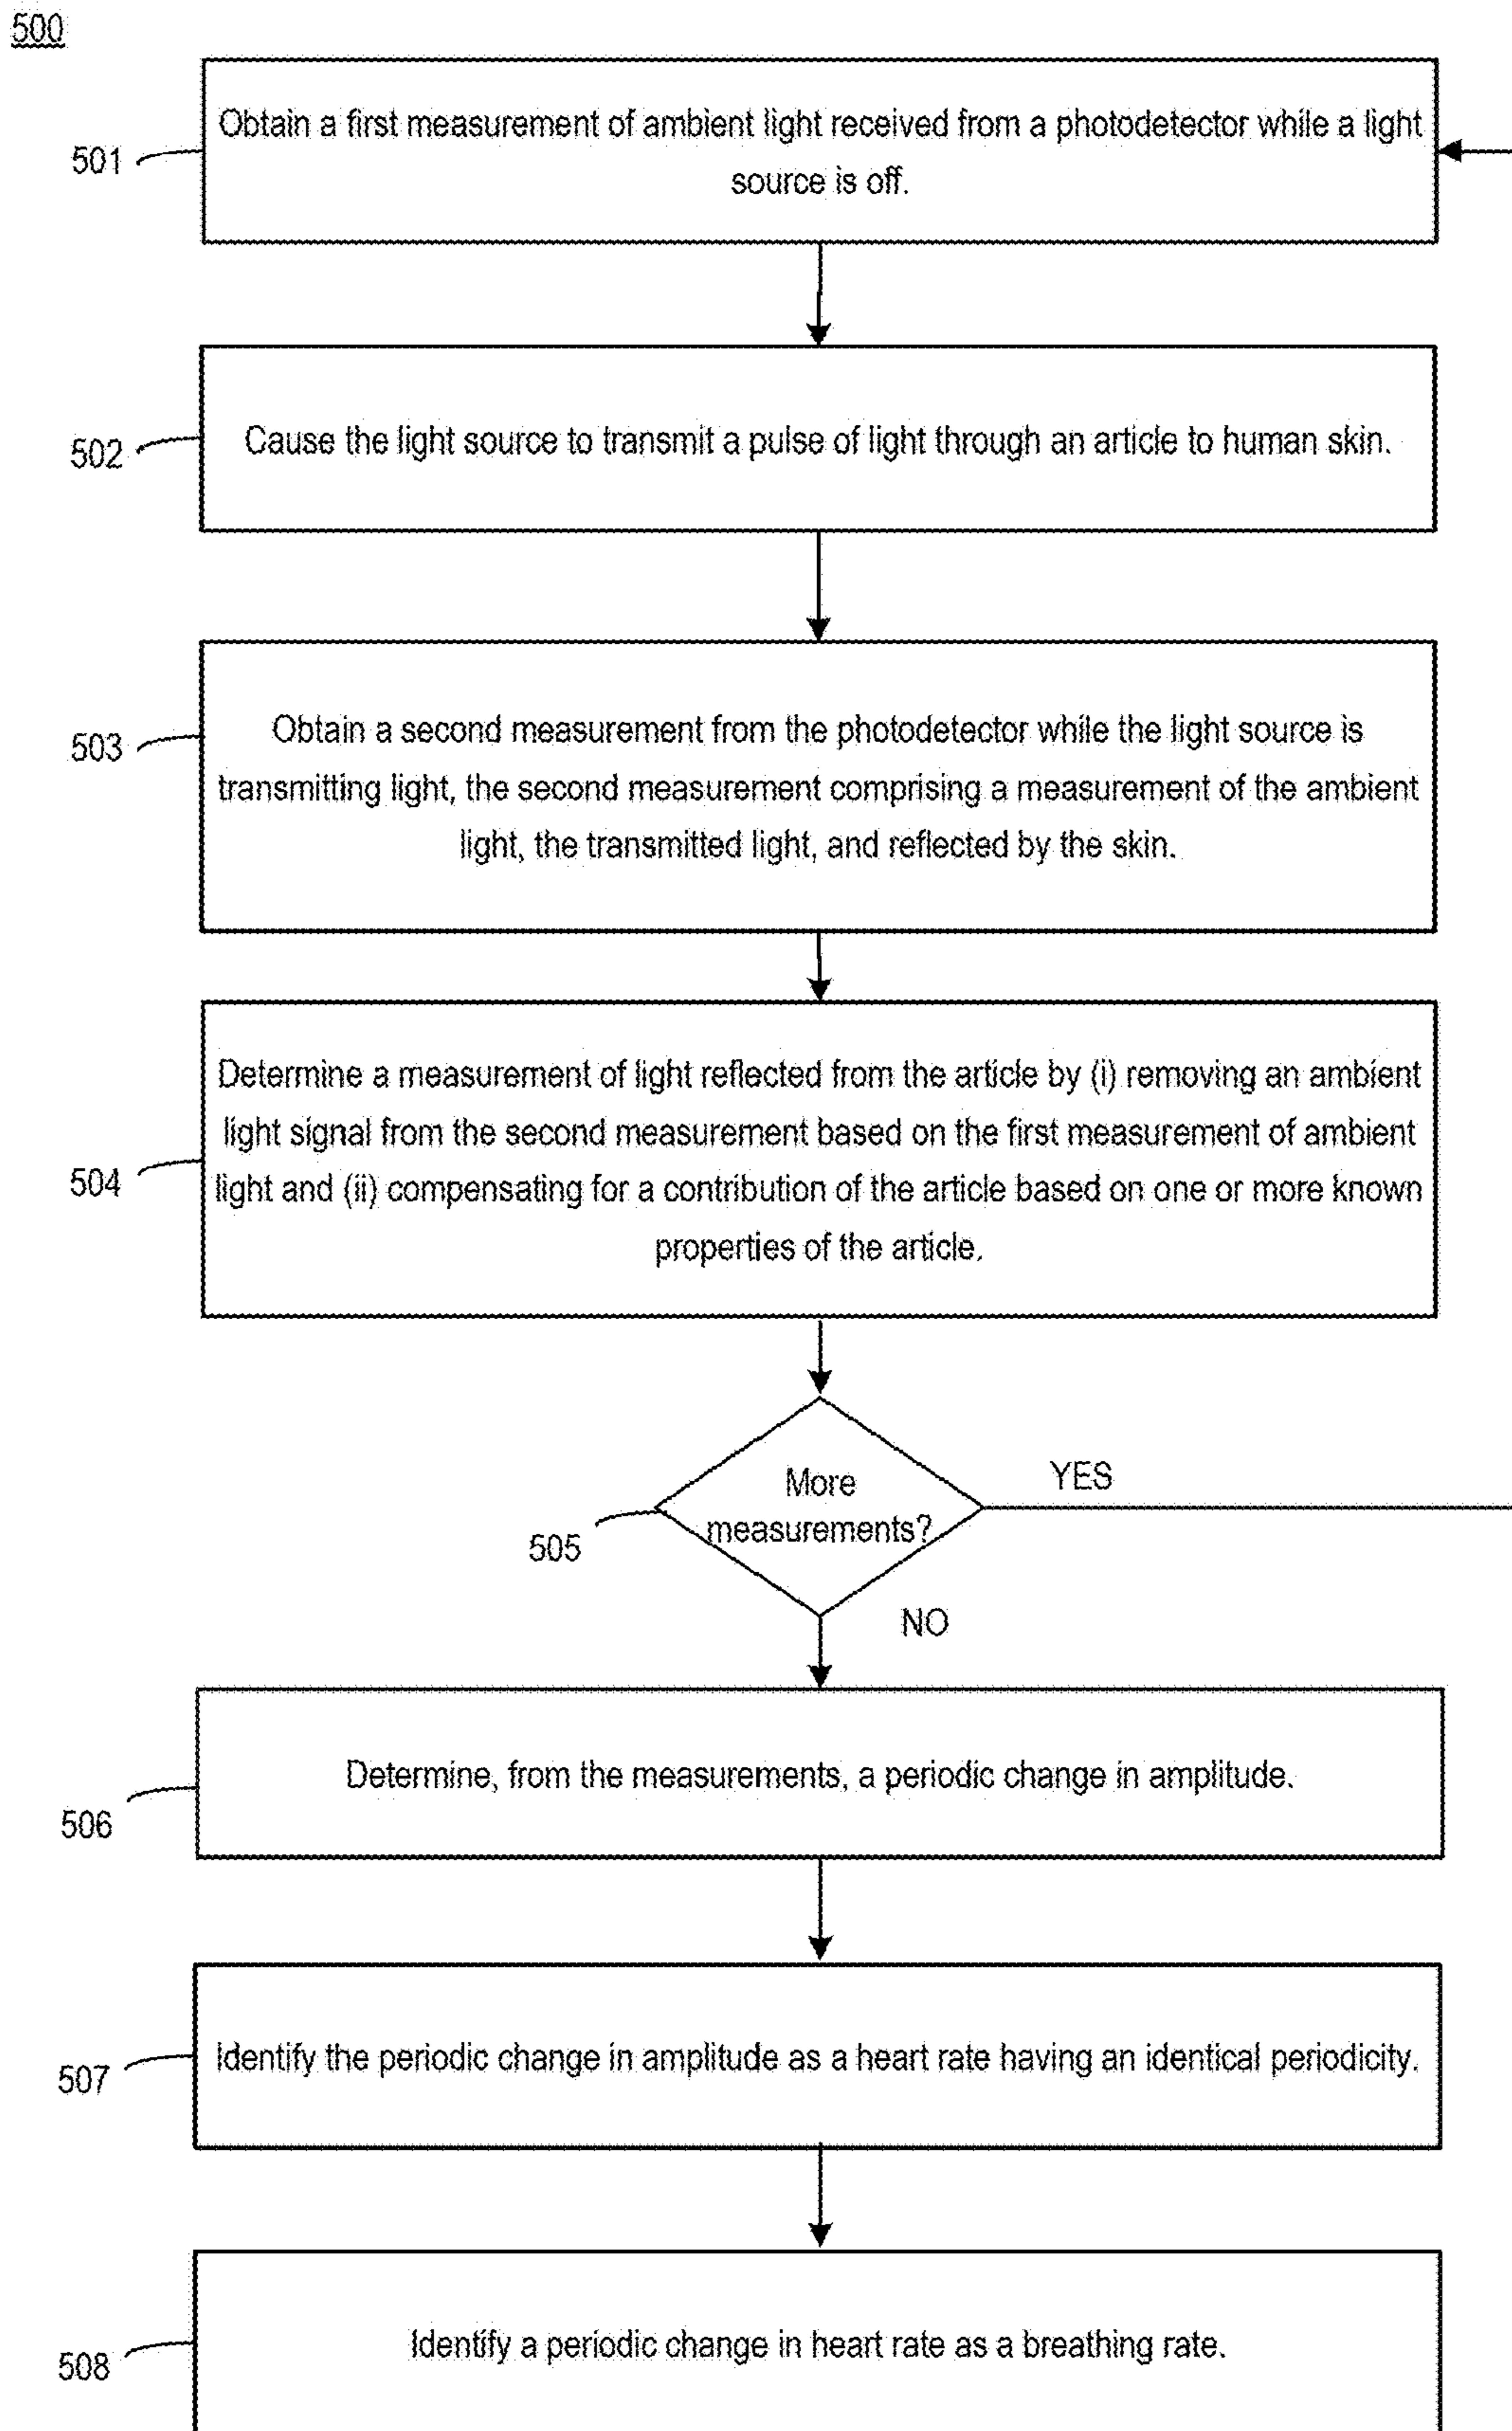 500
Obtain a first measurement of ambient light received from a photodetector while a light
source is off.
501
Cause the light source to transmit a pulse of light through an article to human skin.
502
Obtain a second measurement from the photodetector while the light source is
transmitting light, the second measurement comprising a measurement of the ambient
light, the transmitted light, and reflected by the skin.
503
Determine a measurement of light reflected from the article by (i) removing an ambient
light signal from the second measurement based on the first measurement of ambient
light and (ii) compensating for a contribution of the article based on one or more known
properties of the article.
504
More
measurements?
YES
505
NO
Determine, from the measurements, a periodic change in amplitude.
506
Identify the periodic change in amplitude as a heart rate having an identical periodicity.
507
Identify a periodic change in heart rate as a breathing rate.
508